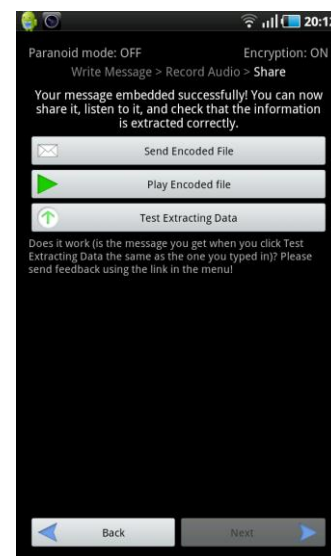 20:12
Paranoid mode: OFF Encryption: ON
Write Message > Record Audio > Share
Your message embedded successfully! You can now
share it, listen to it, and check that the information
is extracted correctly.
Send Encoded File
Play Encoded file
Test Extracting Data
Does it work (is the message you get when you click Test
Extracting Data the same as the one you typed in)? Please
send feedback using the link in the menu!
Back Next